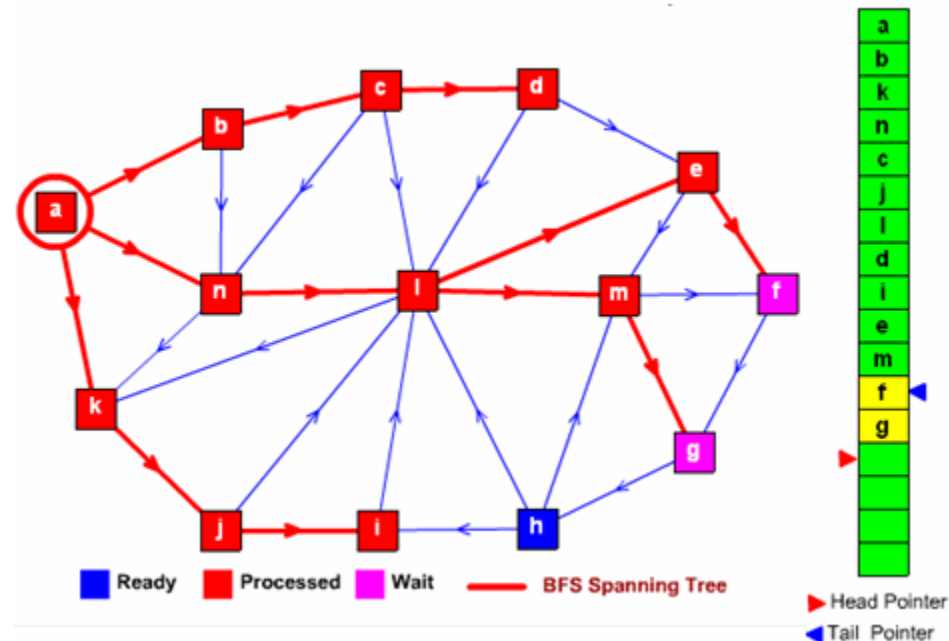 a
b
k
n
c
j
l
d
i
e
m
f
g
c
d
b
e
a
n
l
m
f
k
g
j
i
h
Ready
Processed
Wait
BFS Spanning Tree
Head Pointer
Tail Pointer